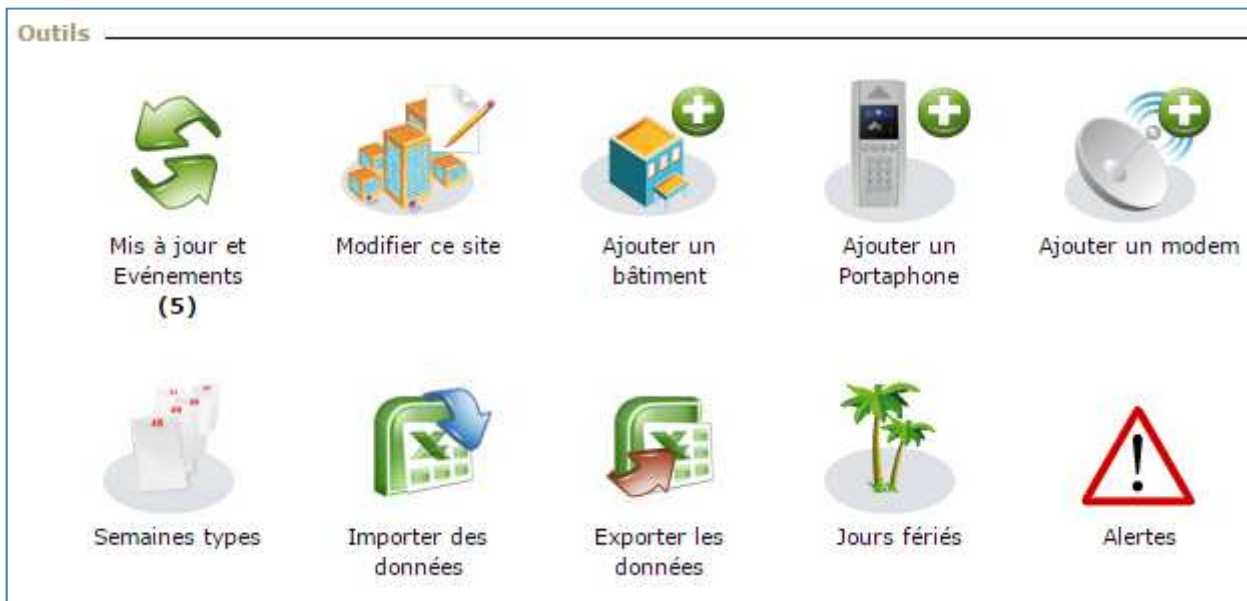 Outils
Mis à jour et
Evénements
(5)
Modifier ce site
Ajouter un
bâtiment
Ajouter un
Portaphone
Ajouter un modem
Semaines types
Importer des
données
Exporter les
données
Jours fériés
Alertes